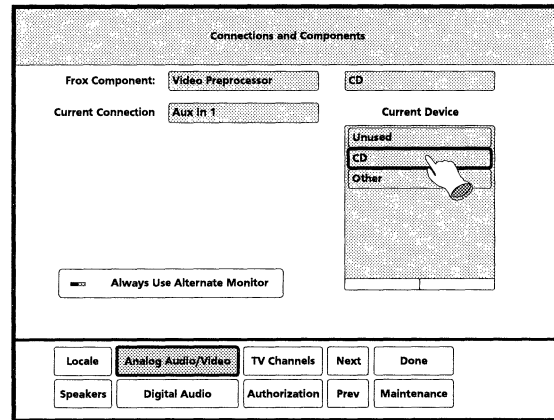 Connections and Components
Frox Component: Video Preprocessor CD
Current Connection Aux In 1 Current Device
Unused
CD
Other
Always Use Alternate Monitor
Locale Analog Audio/Video TV Channels Next Done
Speakers Digital Audio Authorization Prev Maintenance